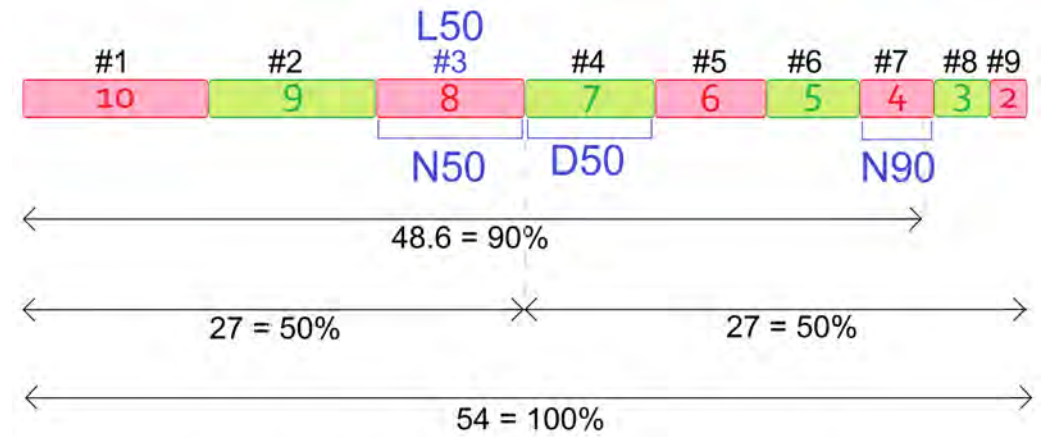 L50
#1 #2 #3 #4 #5 #6 #7 #8 #9
10 9 8 7 6 5 4 3 2
N50 D50 N90
48.6 = 90%
27 = 50% 27 = 50%
54 = 100%